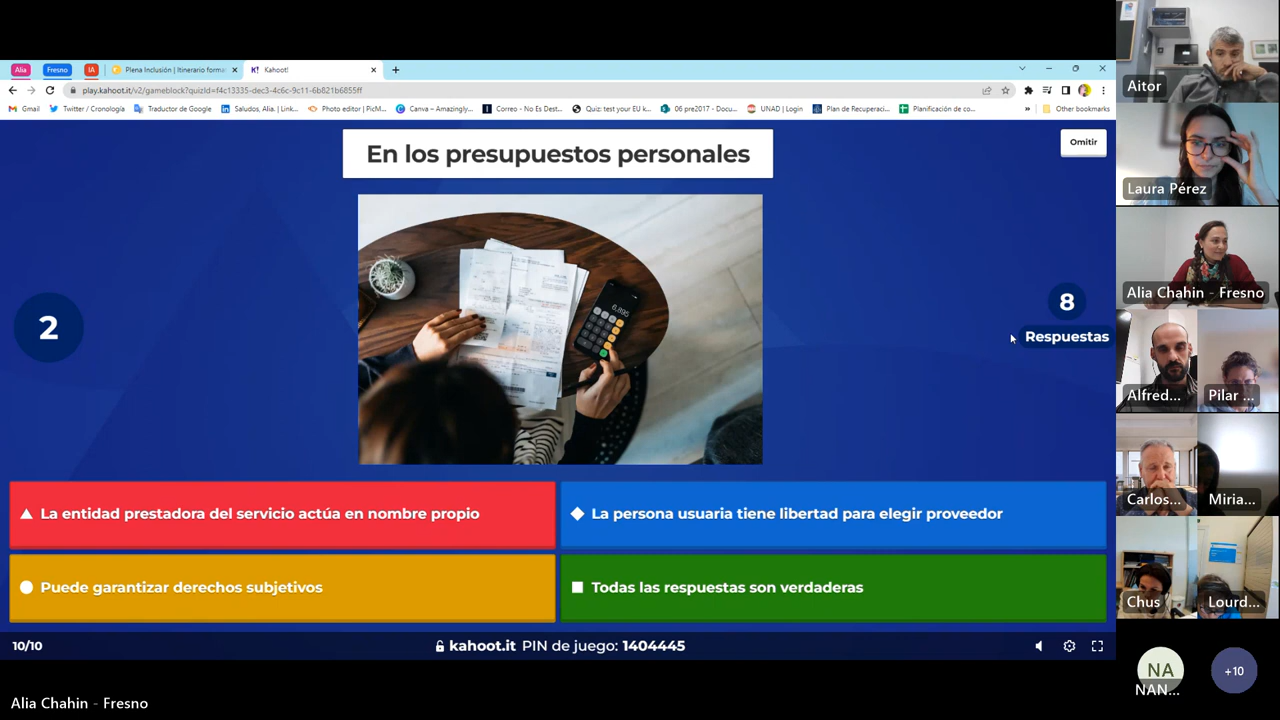 Alia
Fresno
IA
Plena Inclusión | Itinerario forma
K! Kahoot!
play.kahoot.it/v2/gameblock?quizId=f4c13335-dec3-4c6c-9c11-6b821b6855ff
Gmail
Twitter / Cronología
Traductor de Google
Saludos, Alia. | Link...
Photo editor | PicM...
Canva – Amazingly...
Correo - No Es Dest...
Quiz: test your EU k...
06 pre2017 - Docu...
UNAD | Login
Plan de Recuperaci...
Planificación de co...
»
Other bookmarks
En los presupuestos personales
Omitir
2
8
Respuestas
6,895
La entidad prestadora del servicio actúa en nombre propio
La persona usuaria tiene libertad para elegir proveedor
Puede garantizar derechos subjetivos
Todas las respuestas son verdaderas
10/10
kahoot.it PIN de juego: 1404445
Alia Chahin - Fresno
Aitor
Laura Pérez
Alia Chahin - Fresno
Alfred...
Pilar ...
Carlos...
Miria...
Chus
Lourd...
NA
NAN...
+10